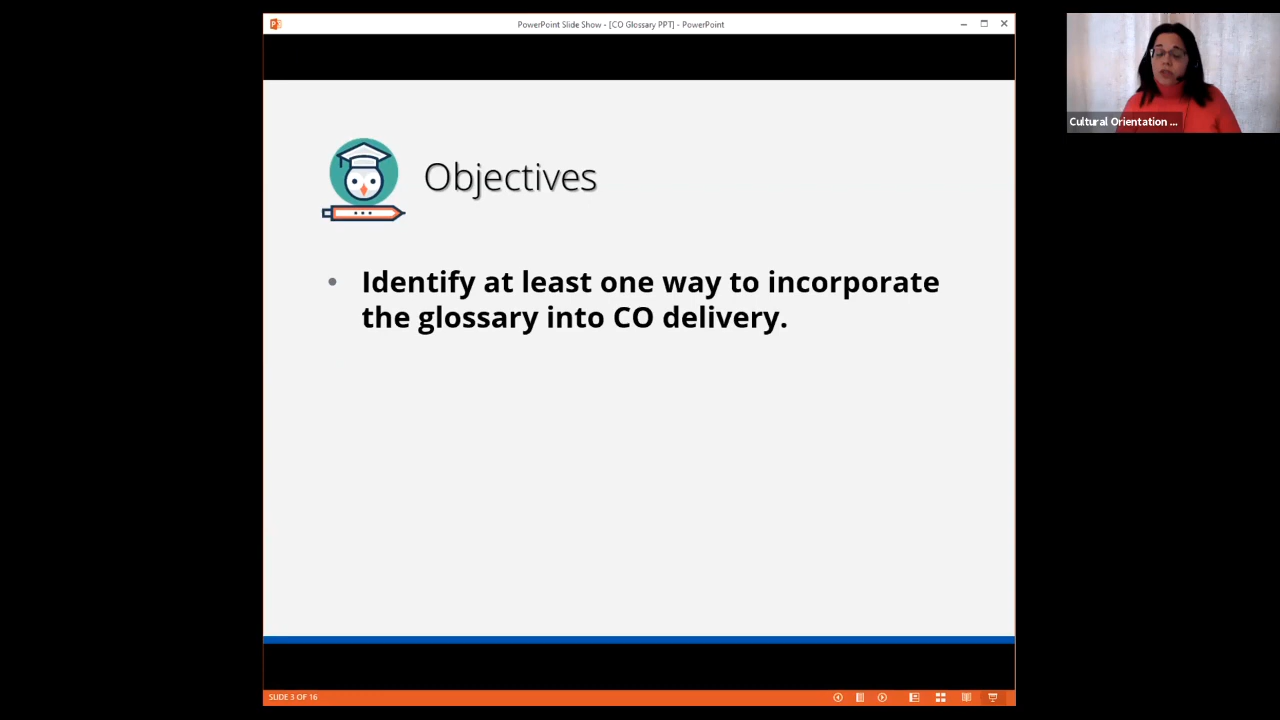 PowerPoint Slide Show - [CO Glossary PPT] - PowerPoint
Cultural Orientation ...
Objectives
• Identify at least one way to incorporate
the glossary into CO delivery.
SLIDE 3 OF 16